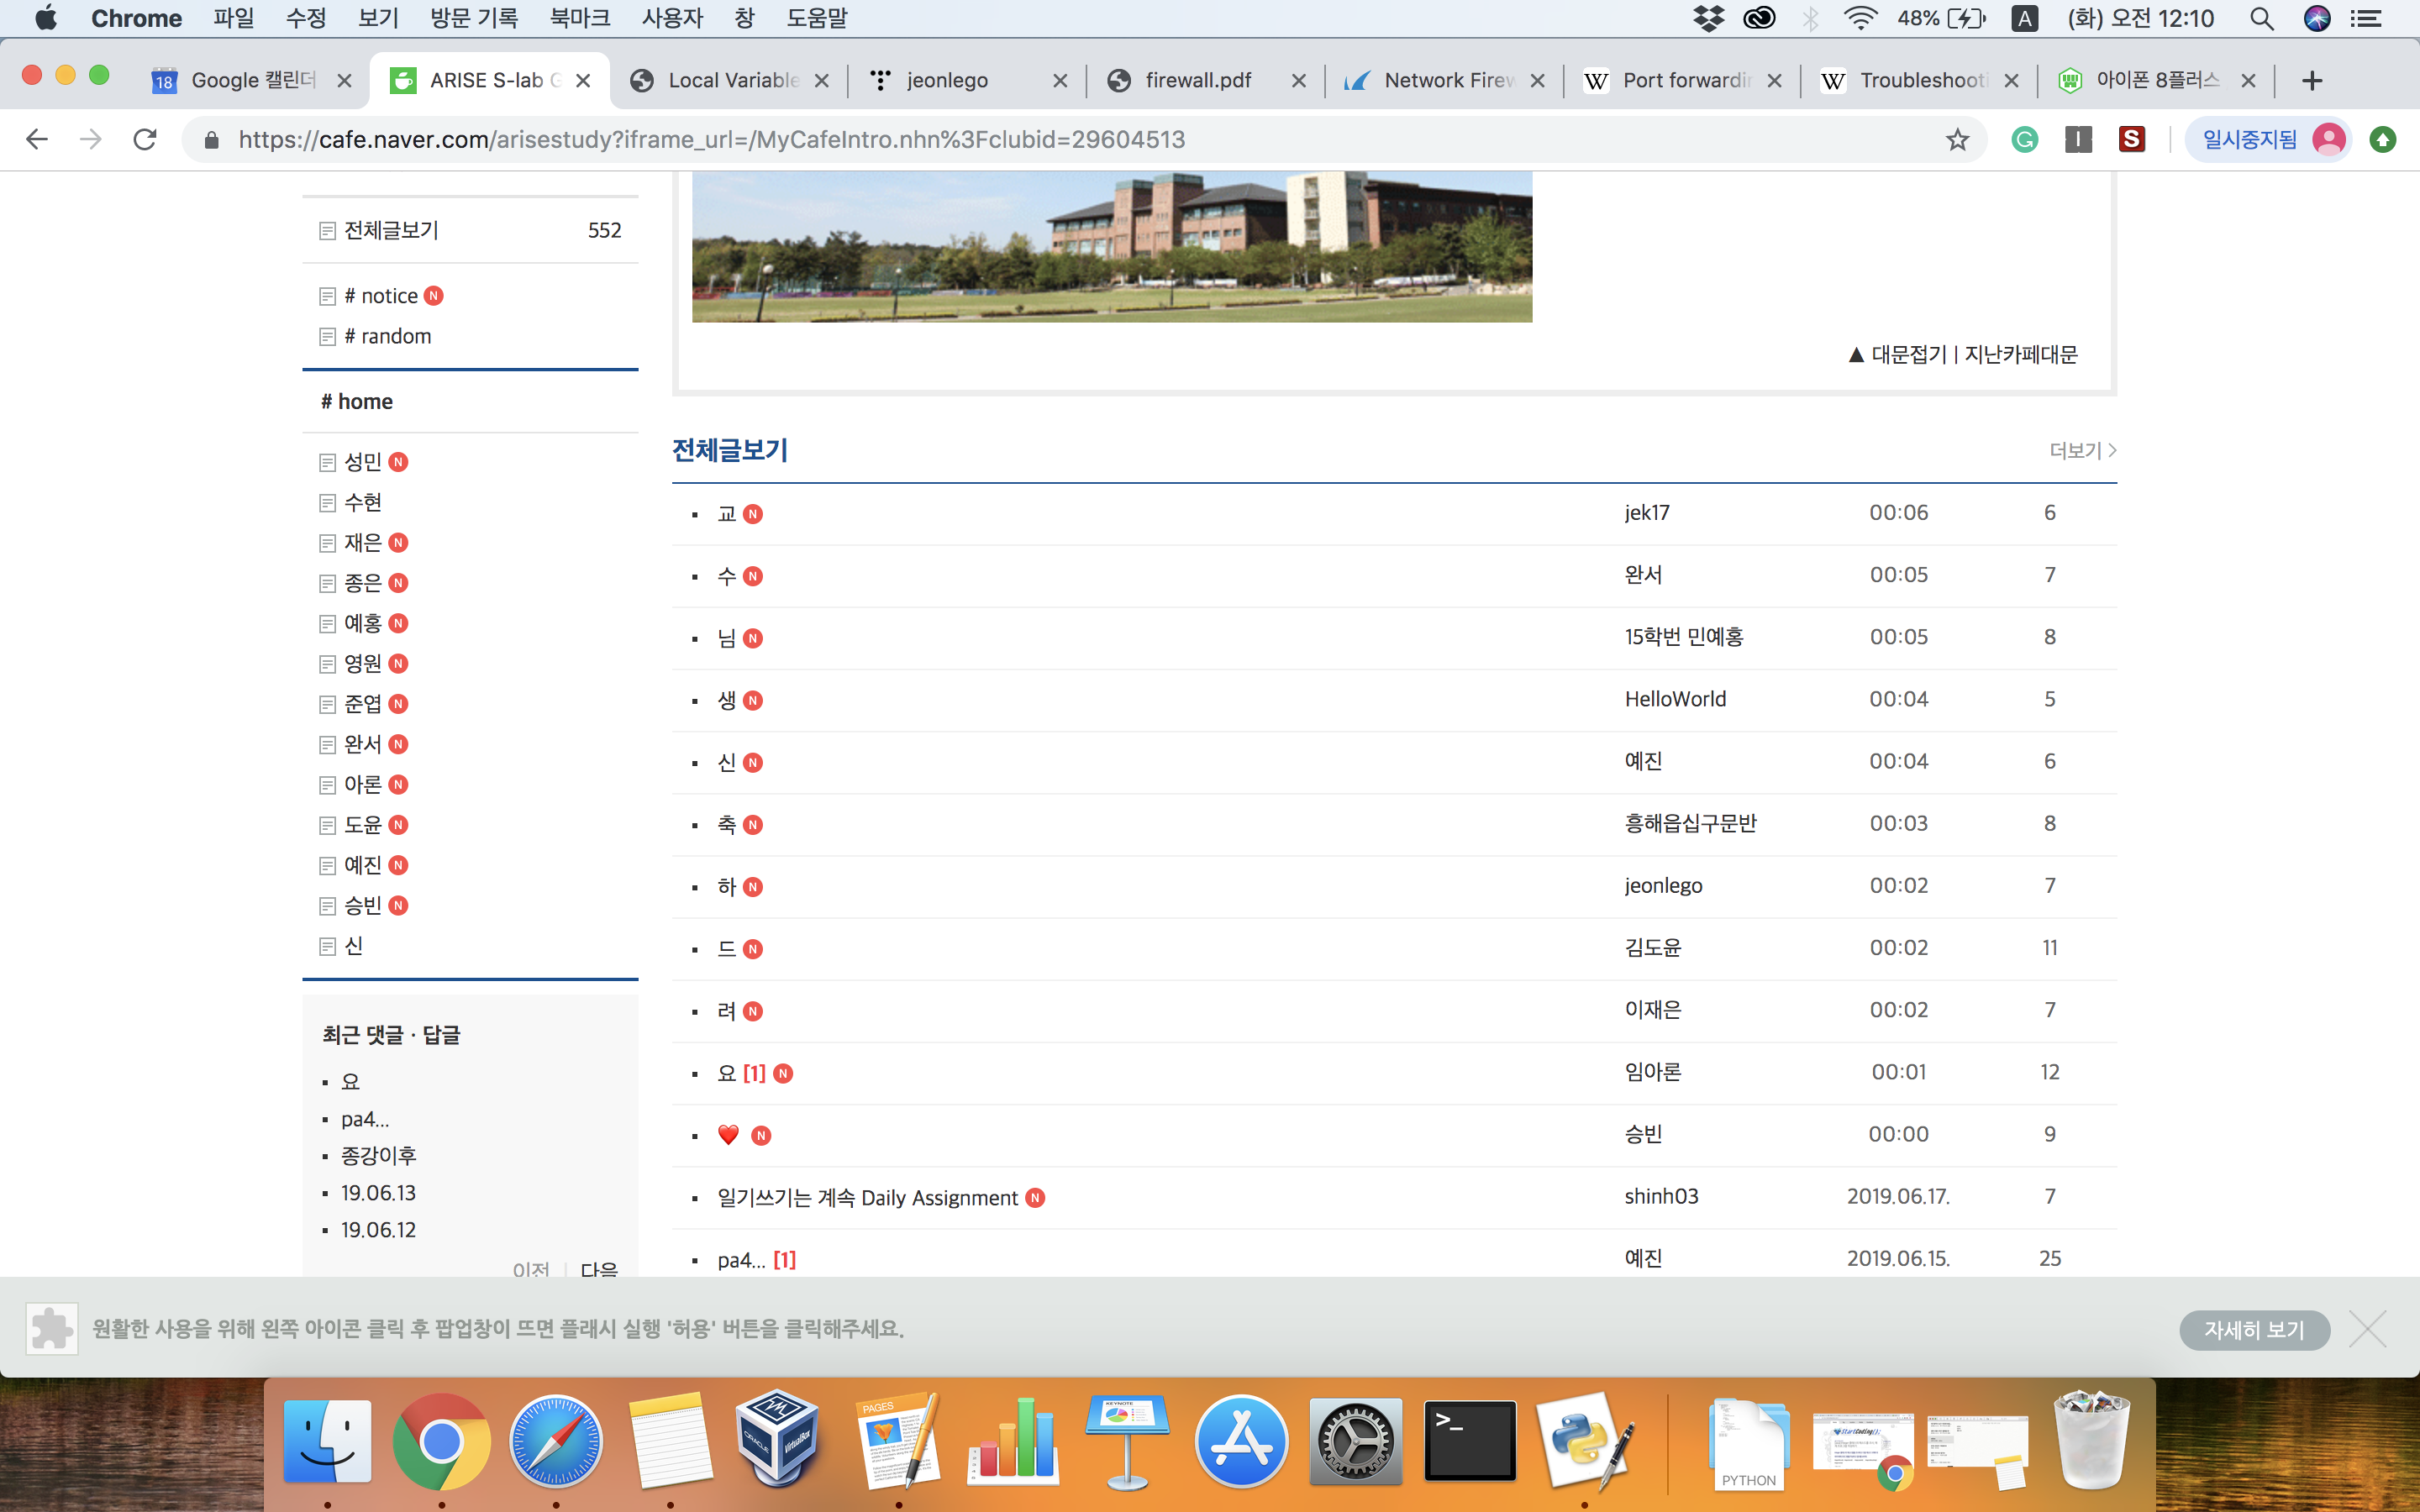 Chrome 파일 수정 보기 방문 기록 북마크 사용자 창 도움말 48% A (화) 오전 12:10
18 Google 캘린더 ARISE S-lab Local Variable jeonlego firewall.pdf Network Firew W Port forwardin W Troubleshooti 아이폰 8플러스
https://cafe.naver.com/arisestudy?iframe_url=/MyCafeIntro.nhn%3Fclubid=29604513 G I S 일시중지됨
전체글보기 552
# notice N
# random
# home
성민 N
수현
재은 N
종은 N
예홍 N
영원 N
준엽 N
완서 N
아론 N
도윤 N
예진 N
승빈 N
신
최근 댓글 · 답글
요
pa4...
종강이후
19.06.13
19.06.12
이전 | 다음
▲ 대문접기 | 지난카페대문
전체글보기 더보기 >
교 N jek17 00:06 6
수 N 완서 00:05 7
님 N 15학번 민예홍 00:05 8
생 N HelloWorld 00:04 5
신 N 예진 00:04 6
축 N 흥해읍십구문반 00:03 8
하 N jeonlego 00:02 7
드 N 김도윤 00:02 11
려 N 이재은 00:02 7
요 [1] N 임아론 00:01 12
❤️ N 승빈 00:00 9
일기쓰기는 계속 Daily Assignment N shinh03 2019.06.17. 7
pa4... [1] 예진 2019.06.15. 25
원활한 사용을 위해 왼쪽 아이콘 클릭 후 팝업창이 뜨면 플래시 실행 '허용' 버튼을 클릭해주세요. 자세히 보기
ORACLE VirtualBox PAGES KEYNOTE >_ PYTHON StartCoding();